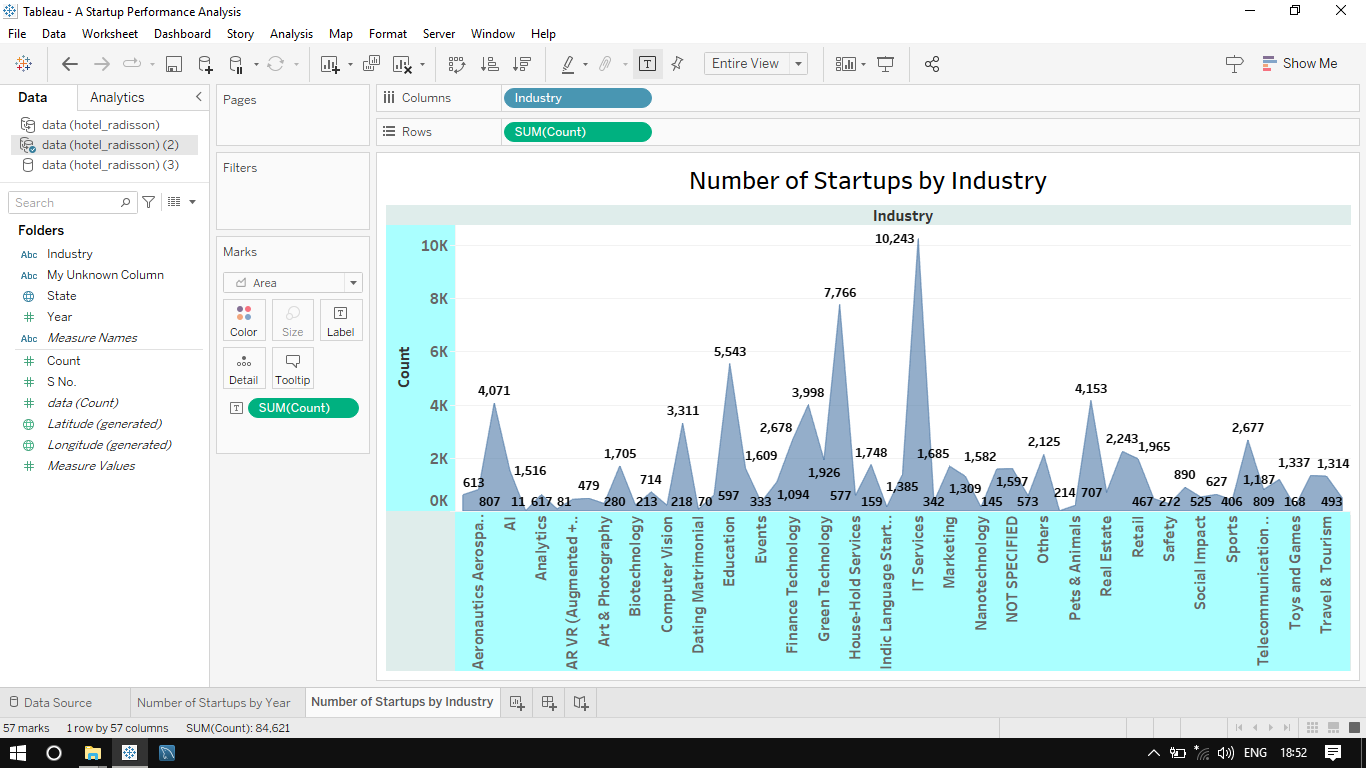 Tableau - A Startup Performance Analysis
File Data Worksheet Dashboard Story Analysis Map Format Server Window Help
Entire View
Show Me
Data Analytics
data (hotel_radisson)
data (hotel_radisson) (2)
data (hotel_radisson) (3)
Search
Folders
Abc Industry
Abc My Unknown Column
State
Year
Abc Measure Names
Count
S No.
data (Count)
Latitude (generated)
Longitude (generated)
Measure Values
Pages
Filters
Marks
Area
Color Size Label
Detail Tooltip
SUM(Count)
Columns Industry
Rows SUM(Count)
Number of Startups by Industry
Industry
Count
10K
8K
6K
4K
2K
0K
10,243
7,766
5,543
4,071 3,998 4,153
3,311
2,678 2,125 2,243 2,677
1,705 1,609 1,748 1,685 1,582 1,965
613 1,516 479 714 1,926 1,385 1,309 1,597 890 627 1,187 1,337 1,314
807 11 617 81 280 213 218 70 597 333 1,094 577 159 342 145 573 214 707 467 272 525 406 809 168 493
Aeronautics Aerospa..
AI
Analytics
AR VR (Augmented +..
Art & Photography
Biotechnology
Computer Vision
Dating Matrimonial
Education
Events
Finance Technology
Green Technology
House-Hold Services
Indic Language Start..
IT Services
Marketing
Nanotechnology
NOT SPECIFIED
Others
Pets & Animals
Real Estate
Retail
Safety
Social Impact
Sports
Telecommunication ..
Toys and Games
Travel & Tourism
Data Source Number of Startups by Year Number of Startups by Industry
57 marks 1 row by 57 columns SUM(Count): 84,621
ENG 18:52